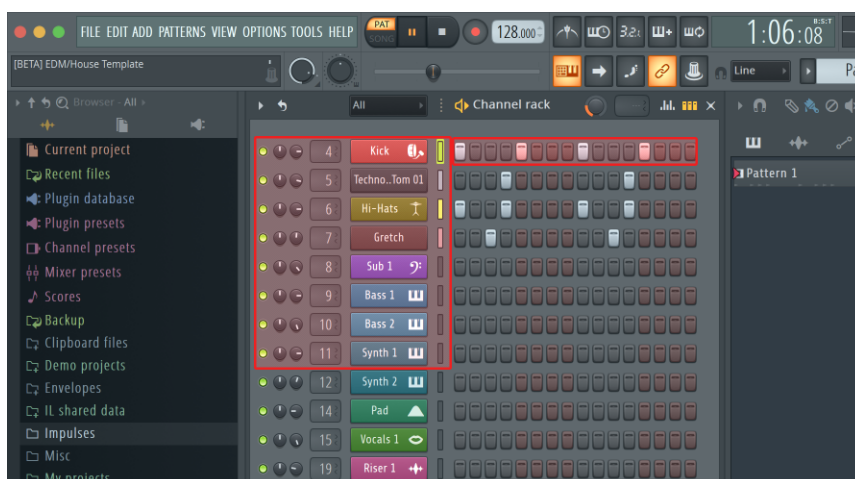 FILE EDIT ADD PATTERNS VIEW OPTIONS TOOLS HELP
PAT
SONG
128.000
3.2.1
1:06:08
B:S:T
[BETA] EDM/House Template
Line
Browser - All
All
Channel rack
Current project
Recent files
Plugin database
Plugin presets
Channel presets
Mixer presets
Scores
Backup
Clipboard files
Demo projects
Envelopes
IL shared data
Impulses
Misc
My projects
4 Kick
5 Techno..Tom 01
6 Hi-Hats
7 Gretch
8 Sub 1
9 Bass 1
10 Bass 2
11 Synth 1
12 Synth 2
14 Pad
15 Vocals 1
19 Riser 1
Pattern 1